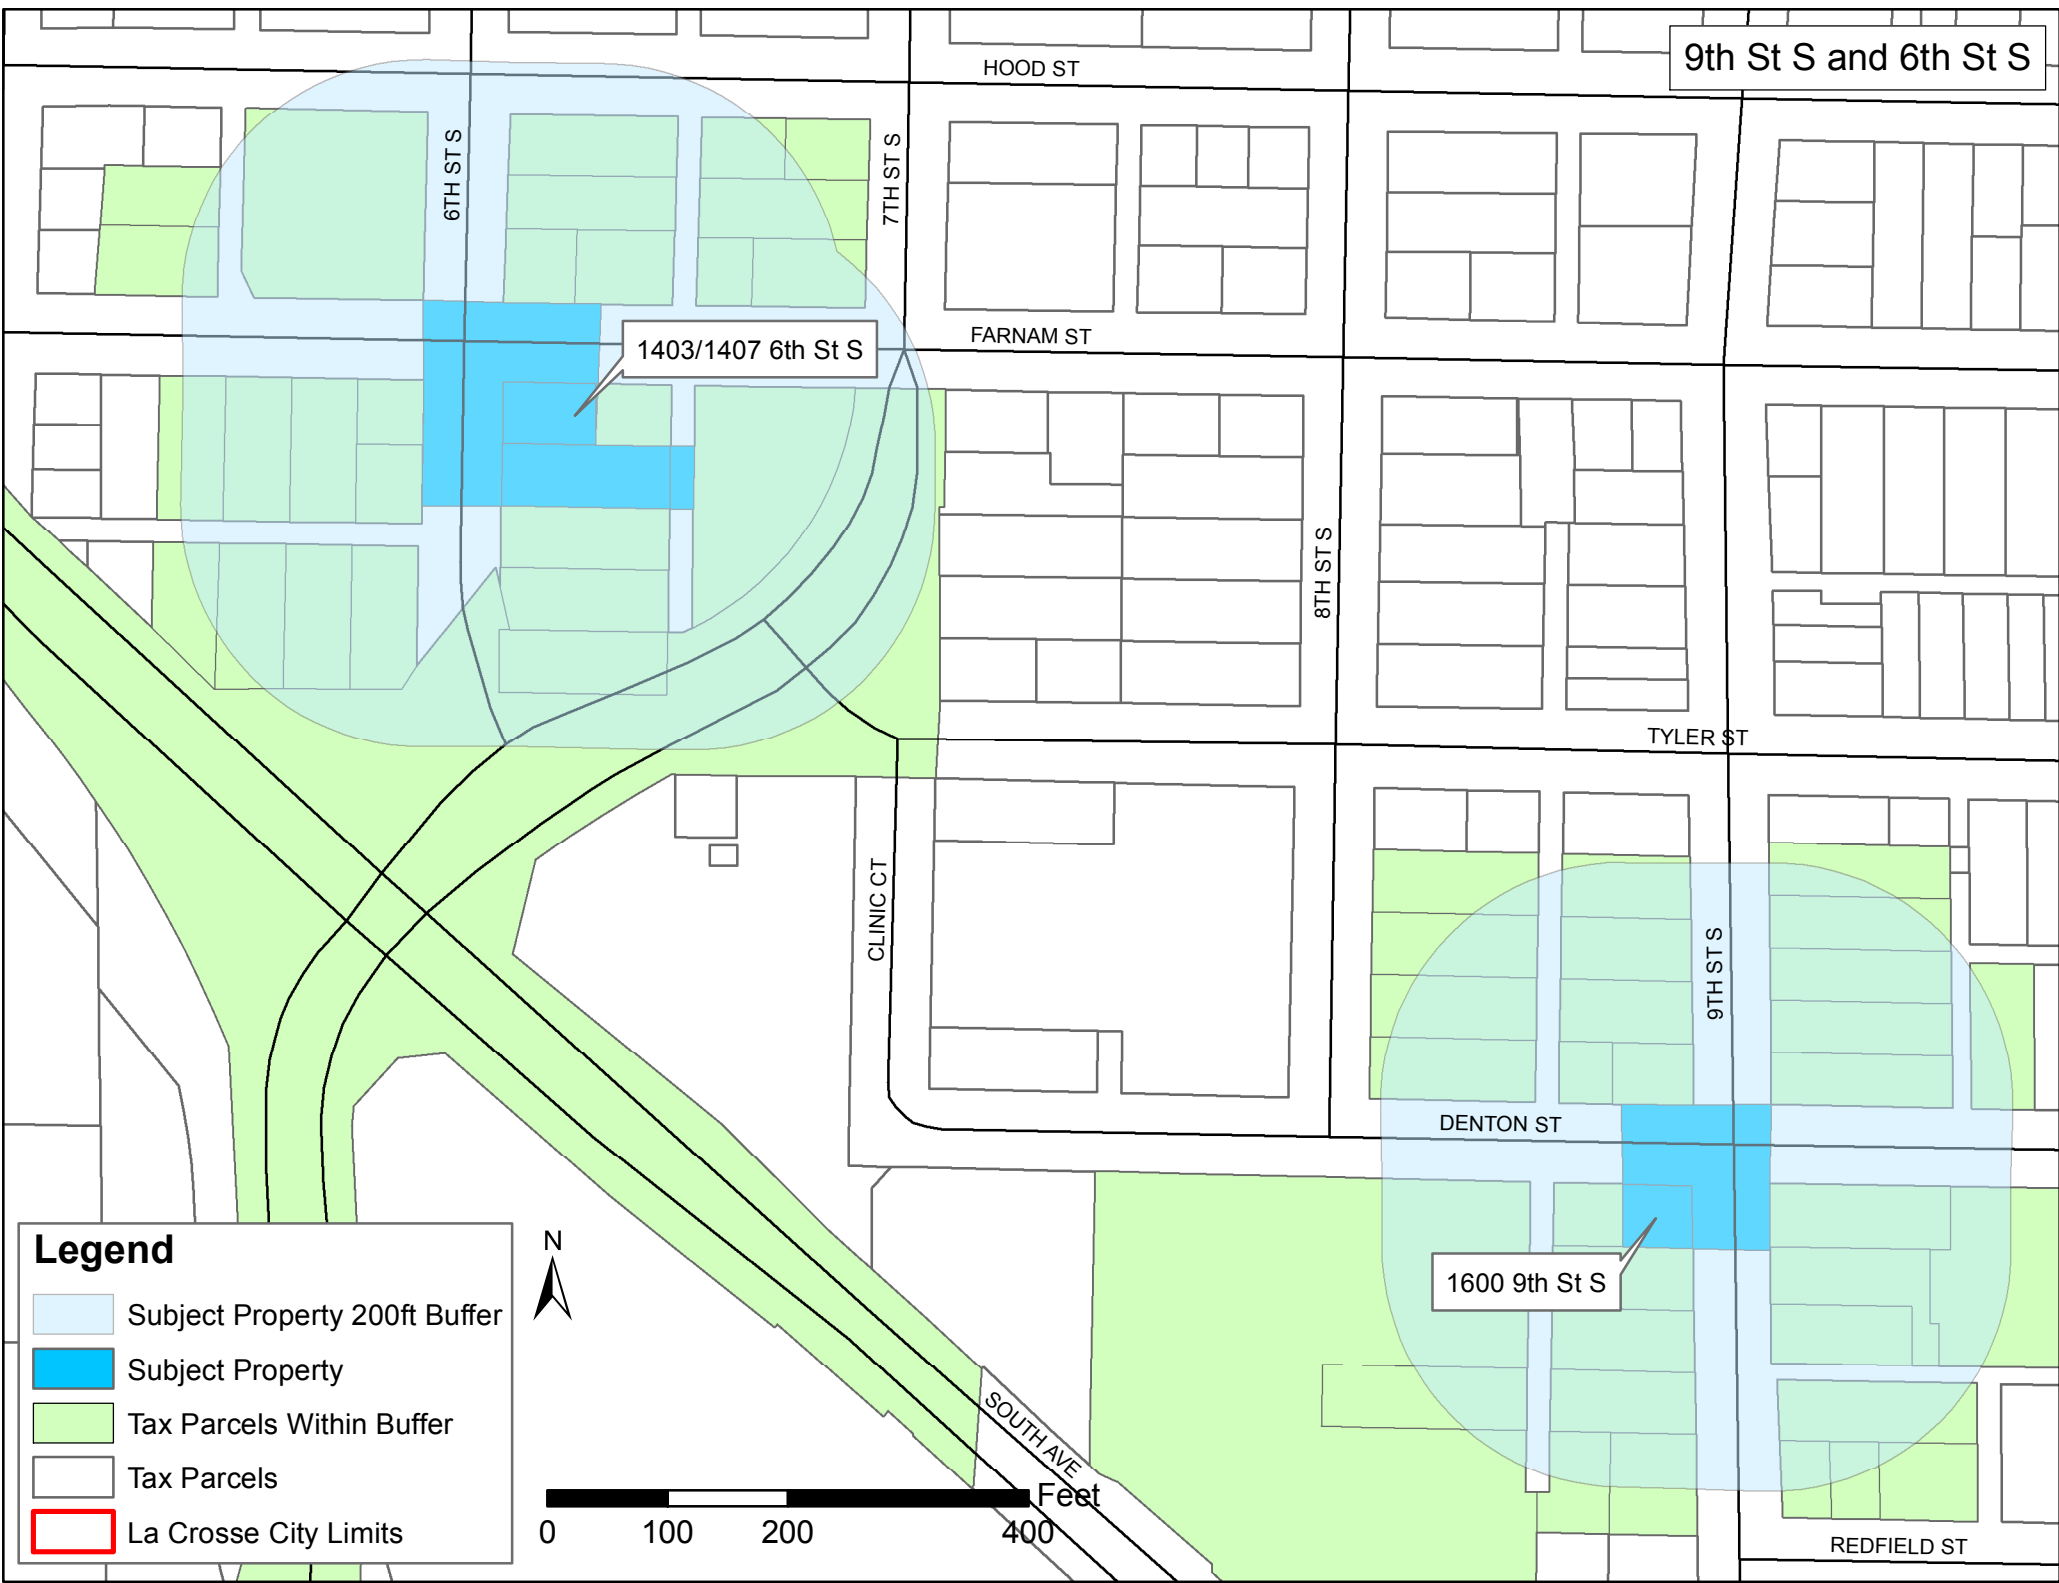 9th St S and 6th St S
HOOD ST
6TH ST S
7TH ST S
1403/1407 6th St S
FARNAM ST
8TH ST S
TYLER ST
CLINIC CT
9TH ST S
DENTON ST
1600 9th St S
SOUTH AVE
REDFIELD ST
Legend
Subject Property 200ft Buffer
Subject Property
Tax Parcels Within Buffer
Tax Parcels
La Crosse City Limits
N
Feet
0 100 200 400